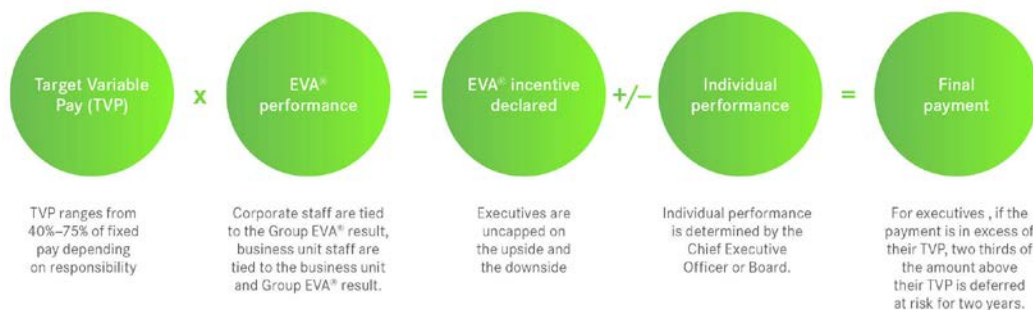 Target Variable
Pay (TVP)
x
EVA®
performance
=
EVA® incentive
declared
+/–
Individual
performance
=
Final
payment
TVP ranges from
40%–75% of fixed
pay depending
on responsibility
Corporate staff are tied
to the Group EVA® result,
business unit staff are
tied to the business unit
and Group EVA® result.
Executives are
uncapped on
the upside and
the downside
Individual performance
is determined by the
Chief Executive
Officer or Board.
For executives , if the
payment is in excess of
their TVP, two thirds of
the amount above
their TVP is deferred
at risk for two years.